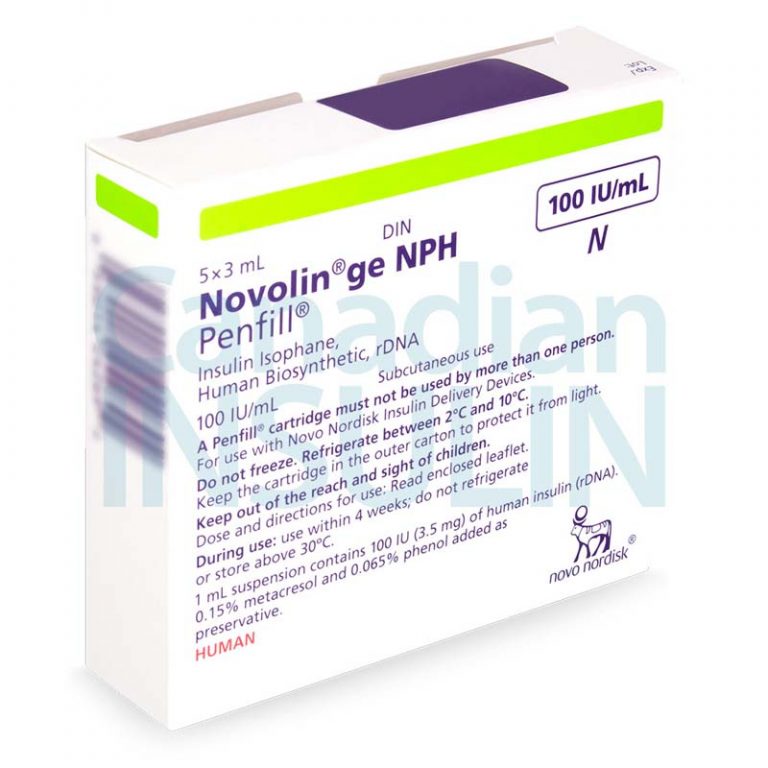 Exp./
Lot:
100 IU/mL
N
DIN
5×3 mL
Novolin®ge NPH
Penfill®
Insulin Isophane,
Human Biosynthetic, rDNA
Subcutaneous use
100 IU/mL
A Penfill® cartridge must not be used by more than one person.
For use with Novo Nordisk Insulin Delivery Devices.
Do not freeze. Refrigerate between 2°C and 10°C.
Keep the cartridge in the outer carton to protect it from light.
Keep out of the reach and sight of children.
Dose and directions for use: Read enclosed leaflet.
During use: use within 4 weeks; do not refrigerate
or store above 30°C.
1 mL suspension contains 100 IU (3.5 mg) of human insulin (rDNA).
0.15% metacresol and 0.065% phenol added as
preservative.
HUMAN
novo nordisk®
Canadian
INSULIN